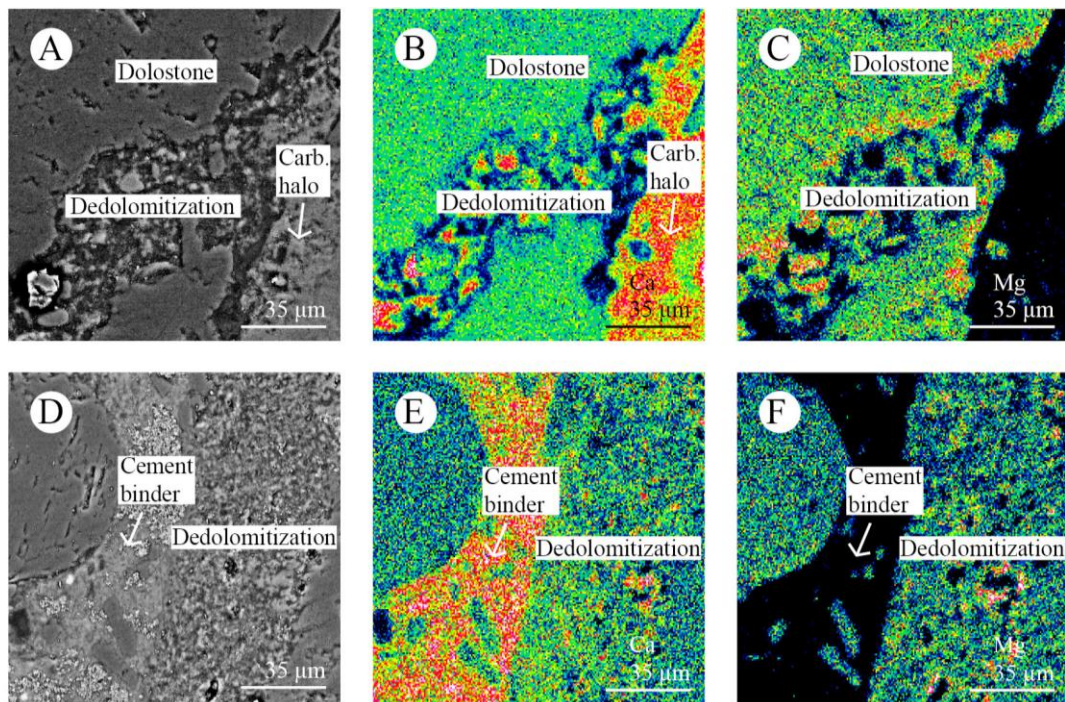 A
Dolostone
Carb.
halo
Dedolomitization
35 μm
B
Dolostone
Carb.
halo
Dedolomitization
Ca
35 μm
C
Dolostone
Dedolomitization
Mg
35 μm
D
Cement
binder
Dedolomitization
35 μm
E
Cement
binder
Dedolomitization
Ca
35 μm
F
Cement
binder
Dedolomitization
Mg
35 μm